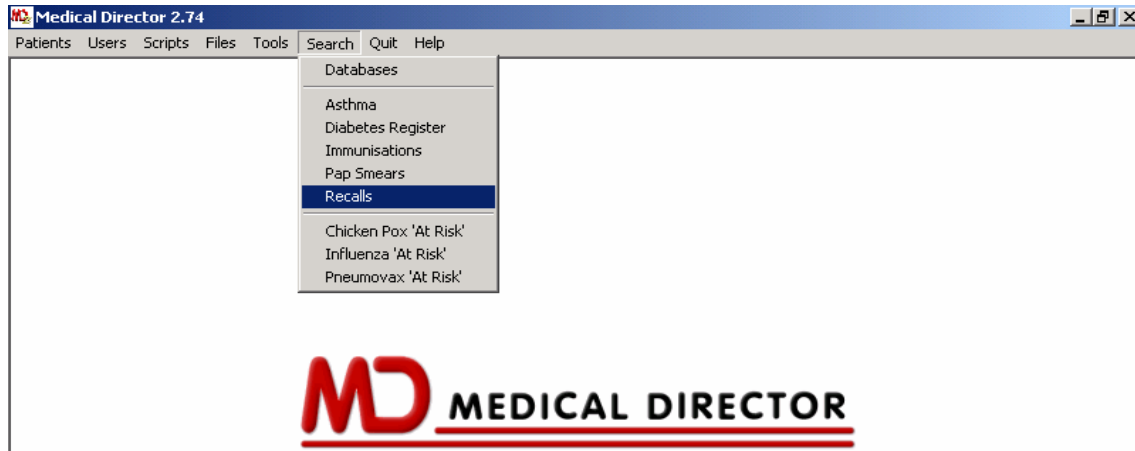 Medical Director 2.74
Patients Users Scripts Files Tools Search Quit Help
Databases
Asthma
Diabetes Register
Immunisations
Pap Smears
Recalls
Chicken Pox 'At Risk'
Influenza 'At Risk'
Pneumovax 'At Risk'
MD MEDICAL DIRECTOR